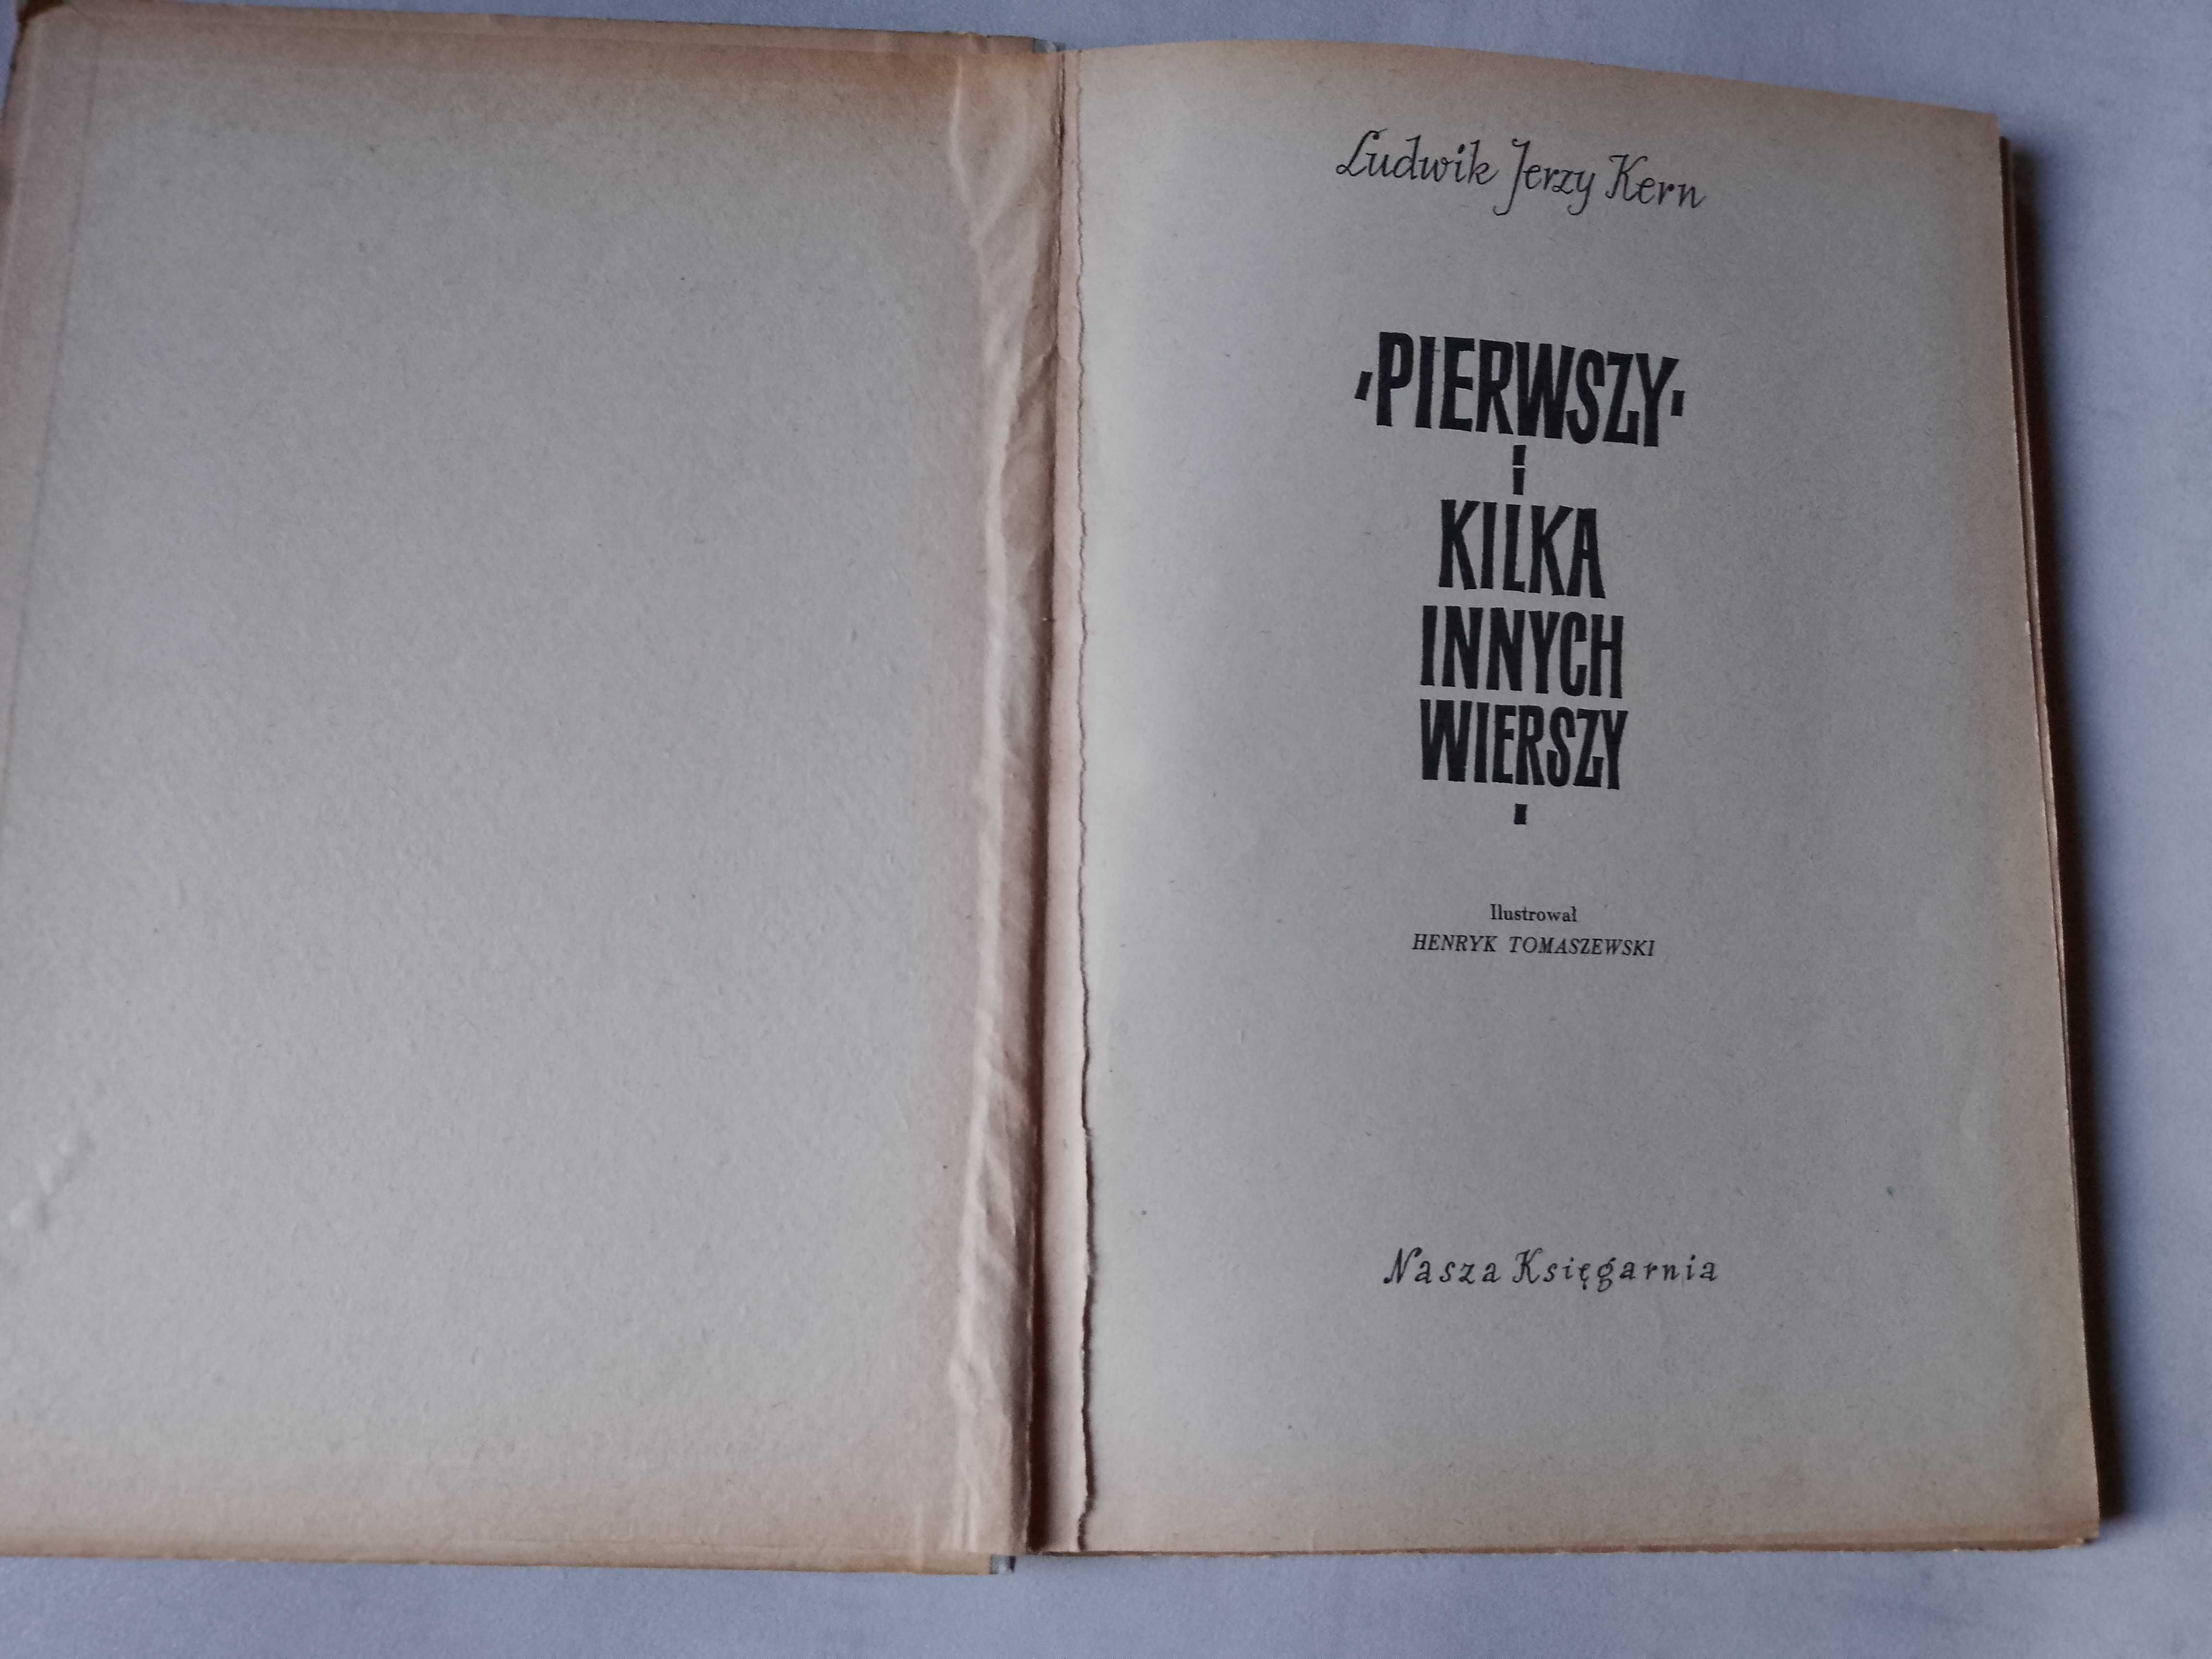 Ludwik Jerzy Kern
"PIERWSZY"
i
KILKA
INNYCH
WIERSZY
Ilustrował
HENRYK TOMASZEWSKI
Nasza Księgarnia